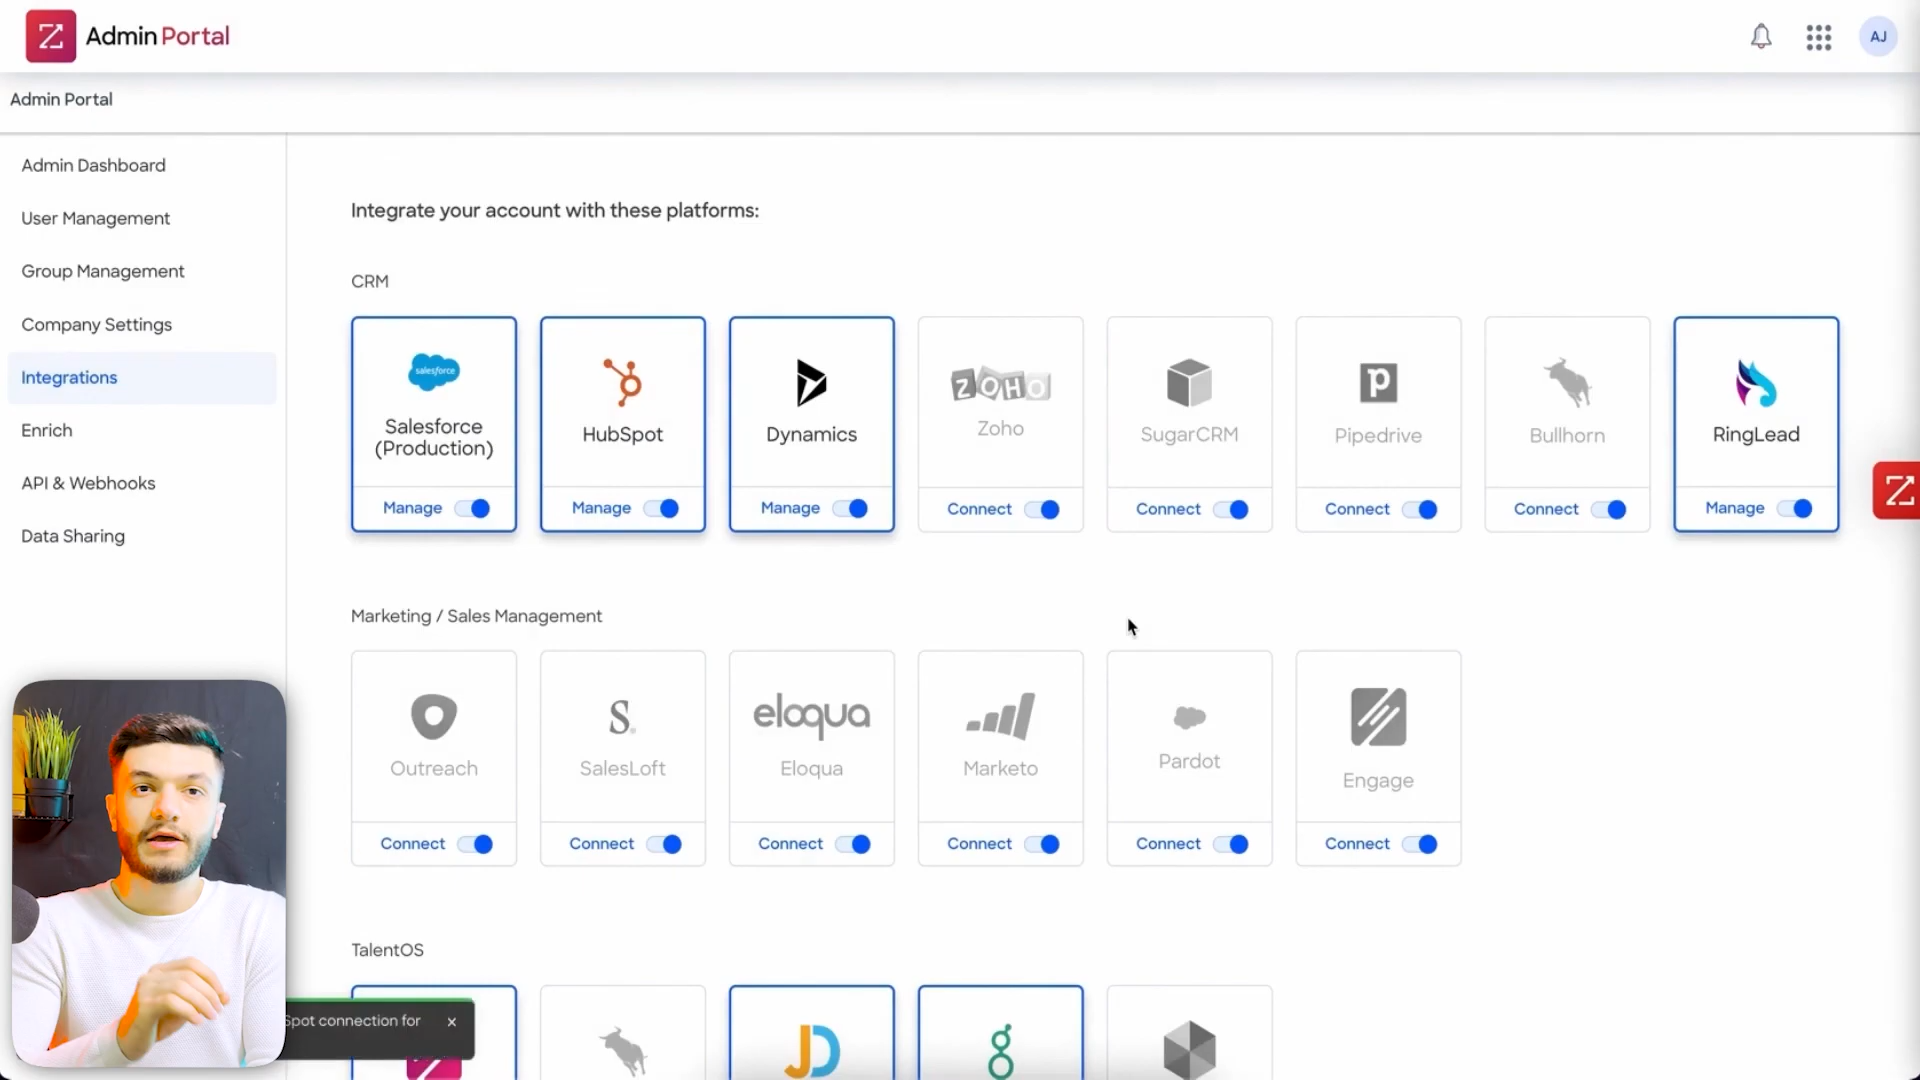 Admin Portal
AJ
Admin Portal
Admin Dashboard
User Management
Group Management
Company Settings
Integrations
Enrich
API & Webhooks
Data Sharing
Integrate your account with these platforms:
CRM
salesforce
Salesforce
(Production)
Manage
HubSpot
Manage
Dynamics
Manage
ZOHO
Zoho
Connect
SugarCRM
Connect
p
Pipedrive
Connect
Bullhorn
Connect
RingLead
Manage
Marketing / Sales Management
Outreach
Connect
S.
SalesLoft
Connect
eloqua
Eloqua
Connect
Marketo
Connect
Pardot
Connect
Engage
Connect
TalentOS
JD
g
Spot connection for